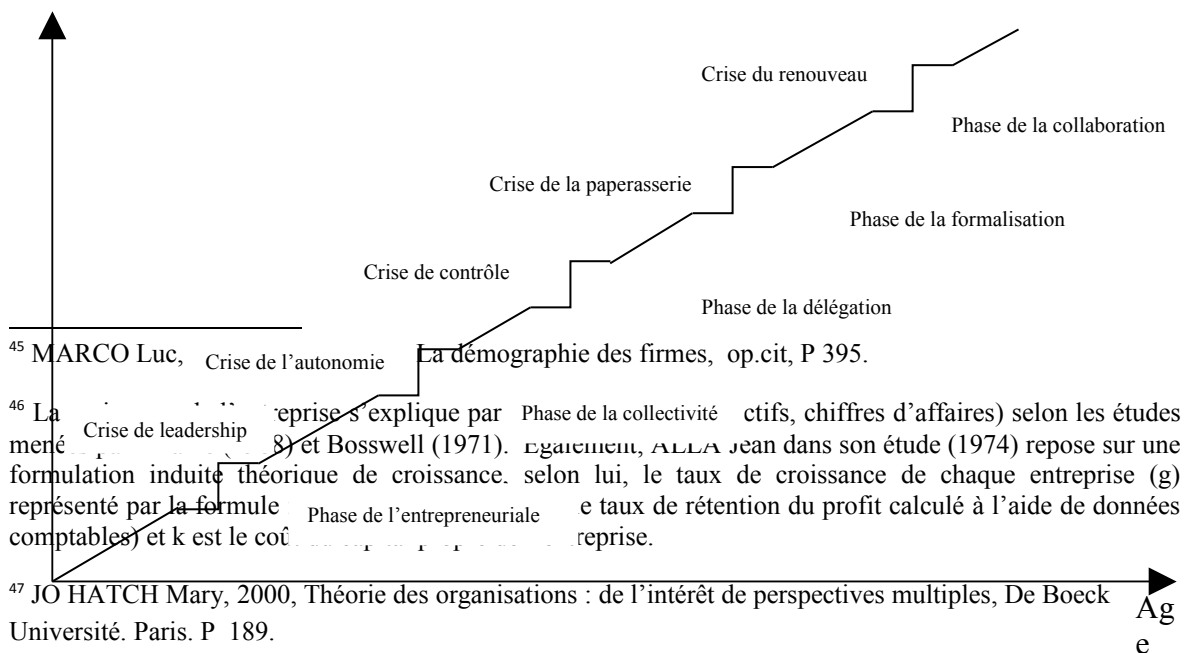 Crise du renouveau
Phase de la collaboration
Crise de la paperasserie
Phase de la formalisation
Crise de contrôle
Phase de la délégation
⁴⁵ MARCO Luc, La démographie des firmes, op.cit, P 395.
Crise de l’autonomie
⁴⁶ La l’ reprise s’explique par ctifs, chiffres d’affaires) selon les études
Phase de la collectivité
Crise de leadership
8) et Bosswell (1971). Egalement, ALLA Jean dans son étude (1974) repose sur une
formulation induite théorique de croissance. selon lui, le taux de croissance de chaque entreprise (g)
représenté par la formule e taux de rétention du profit calculé à l’aide de données
Phase de l’entrepreneuriale
comptables) et k est le reprise.
⁴⁷ JO HATCH Mary, 2000, Théorie des organisations : de l’intérêt de perspectives multiples, De Boeck
Université. Paris. P 189.
Ag
e